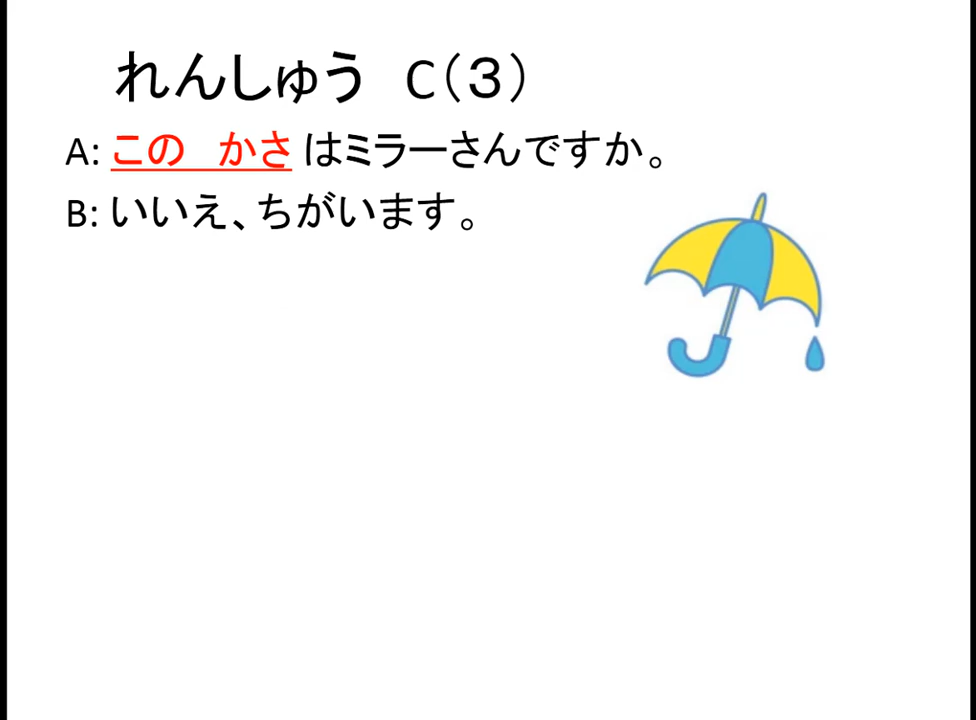 れんしゅう　C（３）
A: この　かさ はミラーさんですか。
B: いいえ、ちがいます。